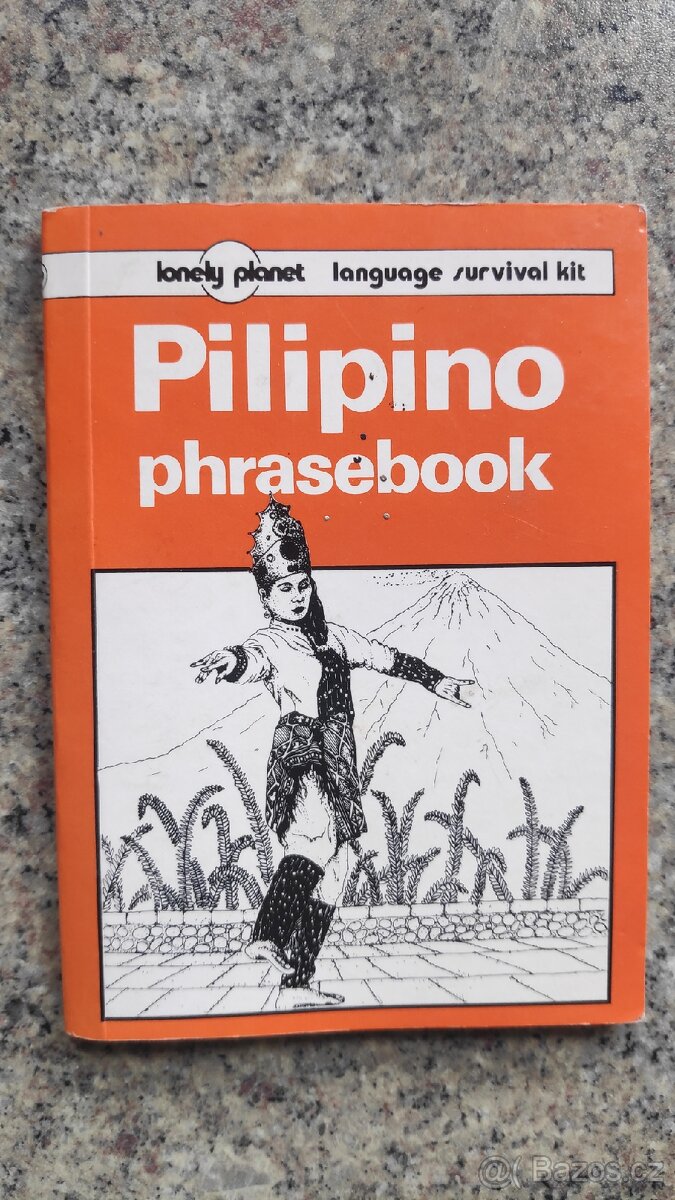 lonely planet language survival kit
Pilipino
phrasebook
@( Bazos.cz